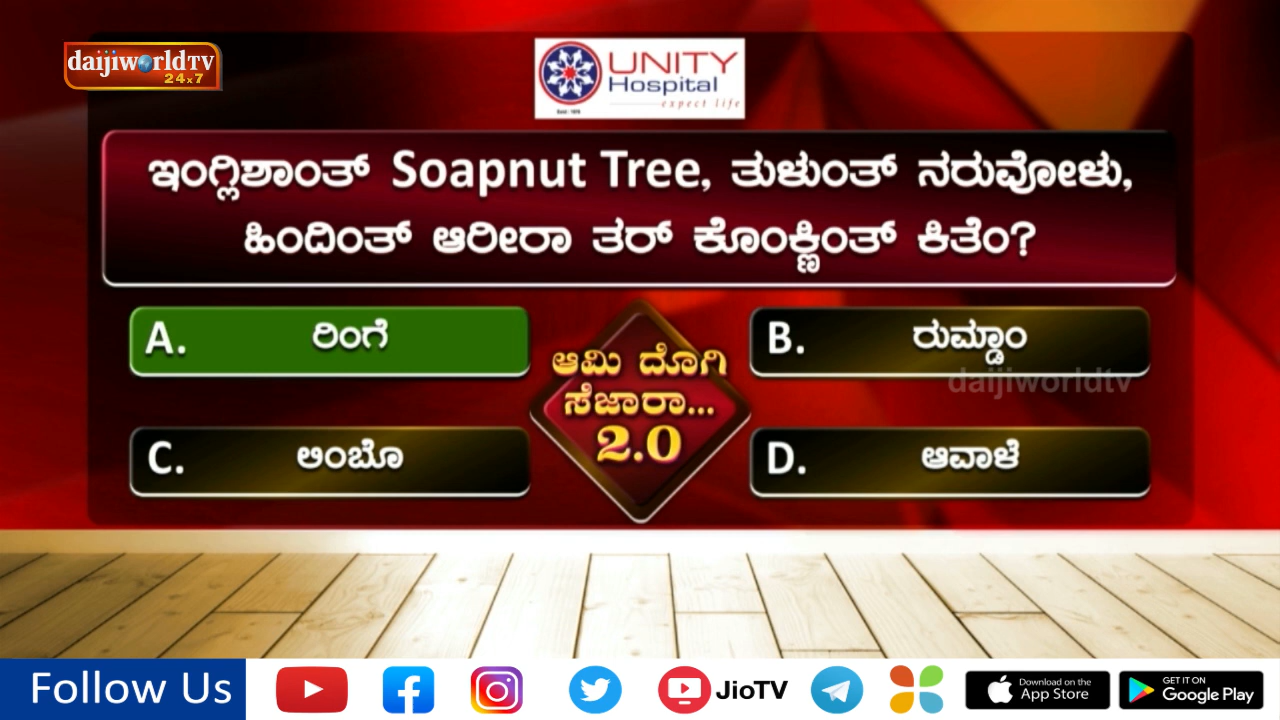 daijiworldTV
24x7
UNITY
Hospital
expect life
ಇಂಗ್ಲಿಶಾಂತ್ Soapnut Tree, ತುಳುಂತ್ ನರುವೋಳು,
ಹಿಂದಿಂತ್ ಆರೀರಾ ತರ್ ಕೊಂಕ್ಣಿಂತ್ ಕಿತೆಂ?
A. ರಿಂಗೆ
B. ರುಮ್ಡಾಂ
ಆಮಿ ದೊಗಿ
ಸೆಜಾರಾ...
2.0
daijiworldtv
C. ಲಿಂಬೊ
D. ಆವಾಳೆ
Follow Us
JioTV
Download on the
App Store
GET IT ON
Google Play